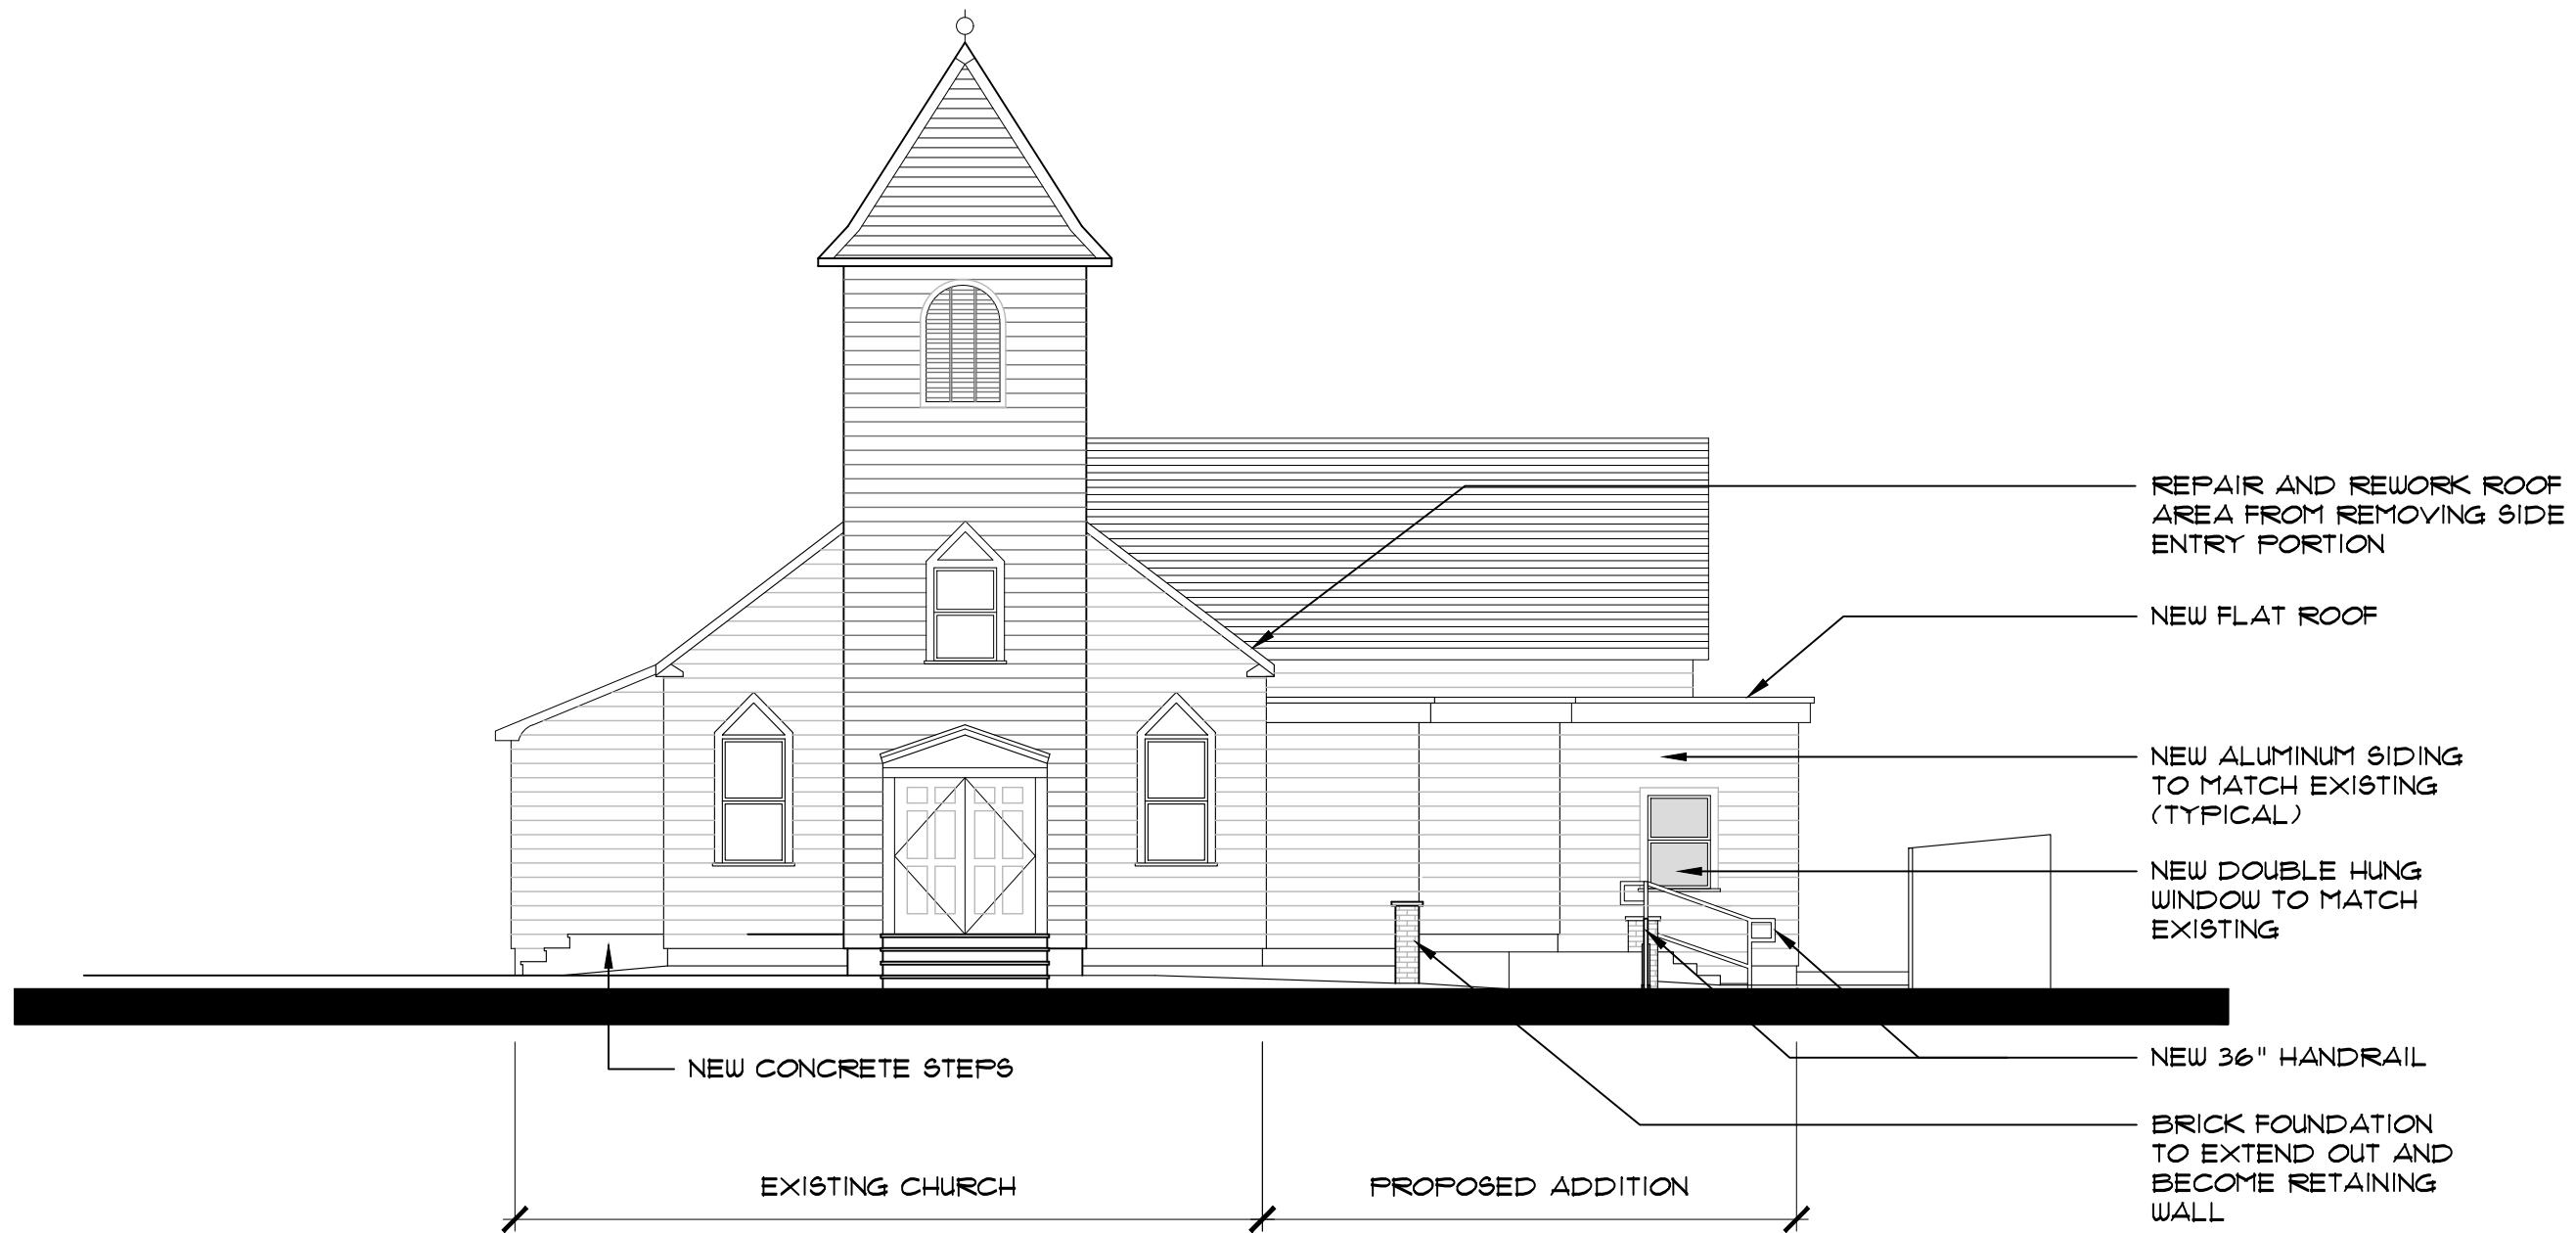 REPAIR AND REWORK ROOF
AREA FROM REMOVING SIDE
ENTRY PORTION
NEW FLAT ROOF
NEW ALUMINUM SIDING
TO MATCH EXISTING
(TYPICAL)
NEW DOUBLE HUNG
WINDOW TO MATCH
EXISTING
NEW 36" HANDRAIL
NEW CONCRETE STEPS
BRICK FOUNDATION
TO EXTEND OUT AND
BECOME RETAINING
WALL
EXISTING CHURCH
PROPOSED ADDITION